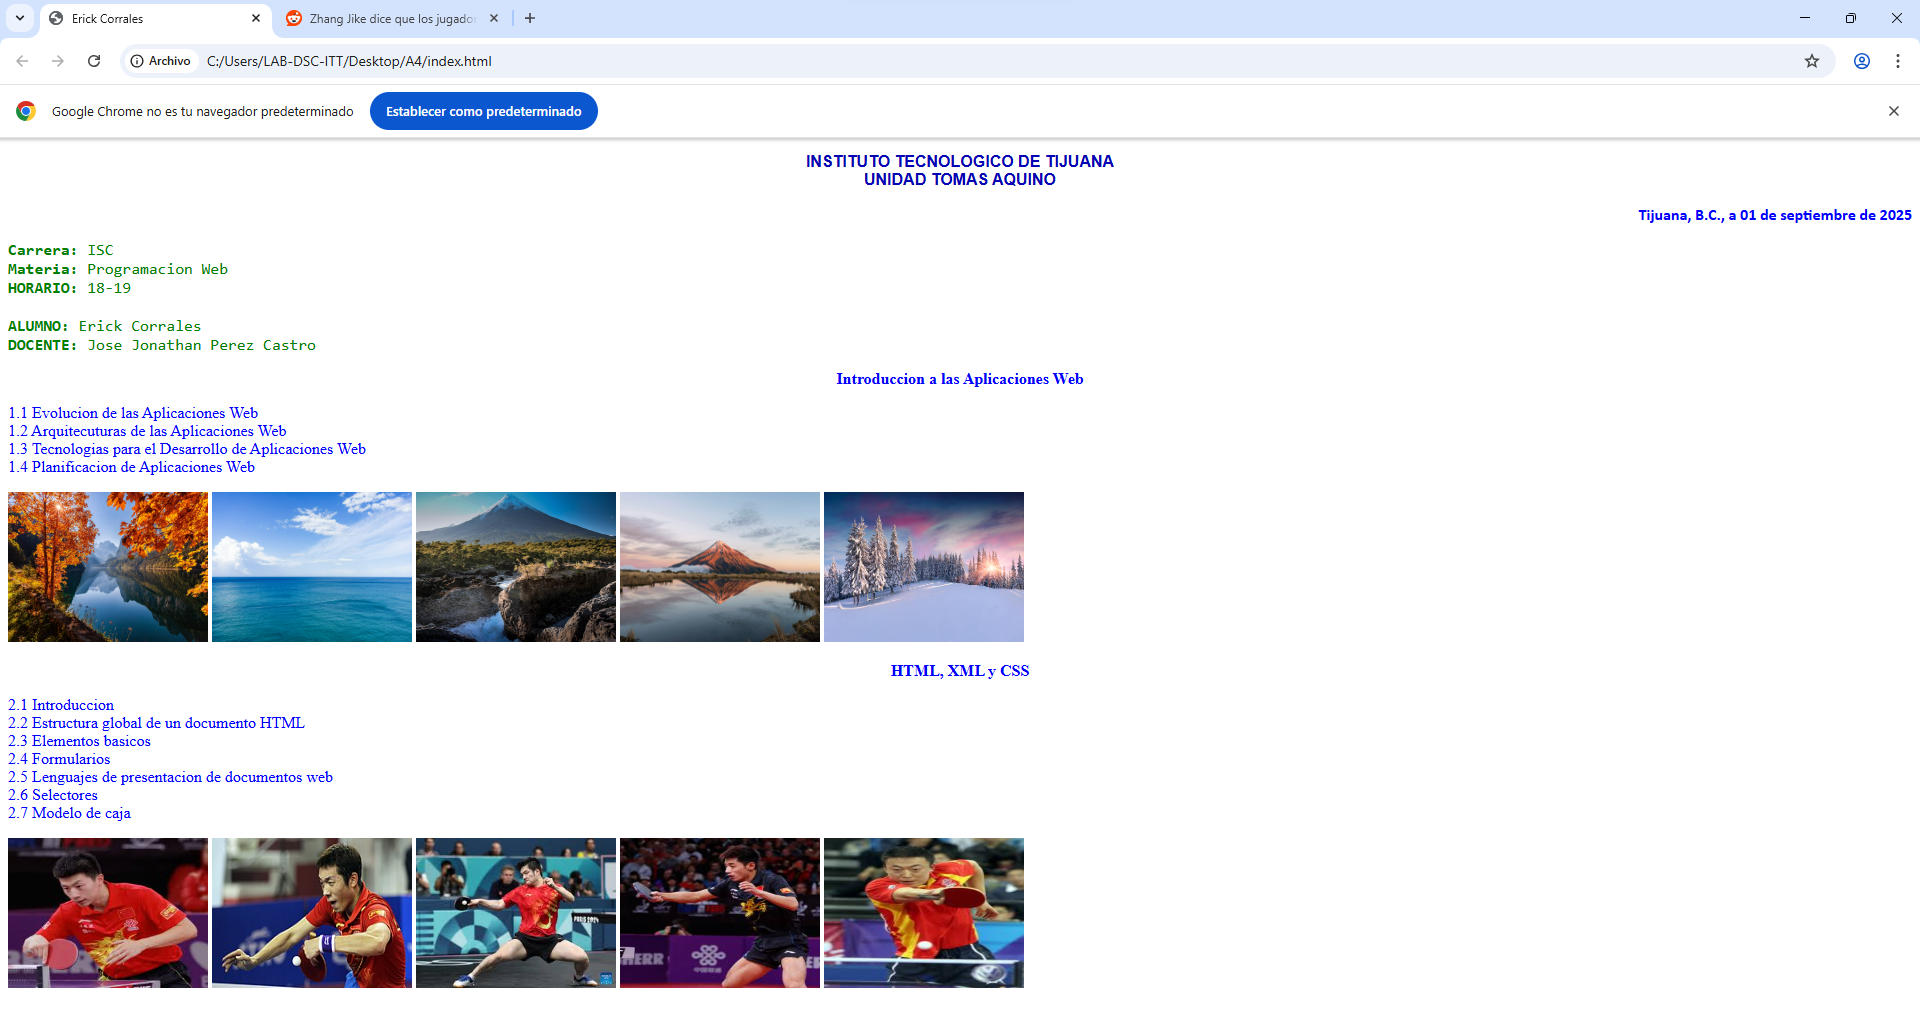 Erick Corrales
Zhang Jike dice que los jugado
Archivo
C:/Users/LAB-DSC-ITT/Desktop/A4/index.html
Google Chrome no es tu navegador predeterminado
Establecer como predeterminado
INSTITUTO TECNOLOGICO DE TIJUANA
UNIDAD TOMAS AQUINO
Tijuana, B.C., a 01 de septiembre de 2025
Carrera: ISC
Materia: Programacion Web
HORARIO: 18-19
ALUMNO: Erick Corrales
DOCENTE: Jose Jonathan Perez Castro
Introduccion a las Aplicaciones Web
1.1 Evolucion de las Aplicaciones Web
1.2 Arquitecuturas de las Aplicaciones Web
1.3 Tecnologias para el Desarrollo de Aplicaciones Web
1.4 Planificacion de Aplicaciones Web
HTML, XML y CSS
2.1 Introduccion
2.2 Estructura global de un documento HTML
2.3 Elementos basicos
2.4 Formularios
2.5 Lenguajes de presentacion de documentos web
2.6 Selectores
2.7 Modelo de caja
PARIS 2024